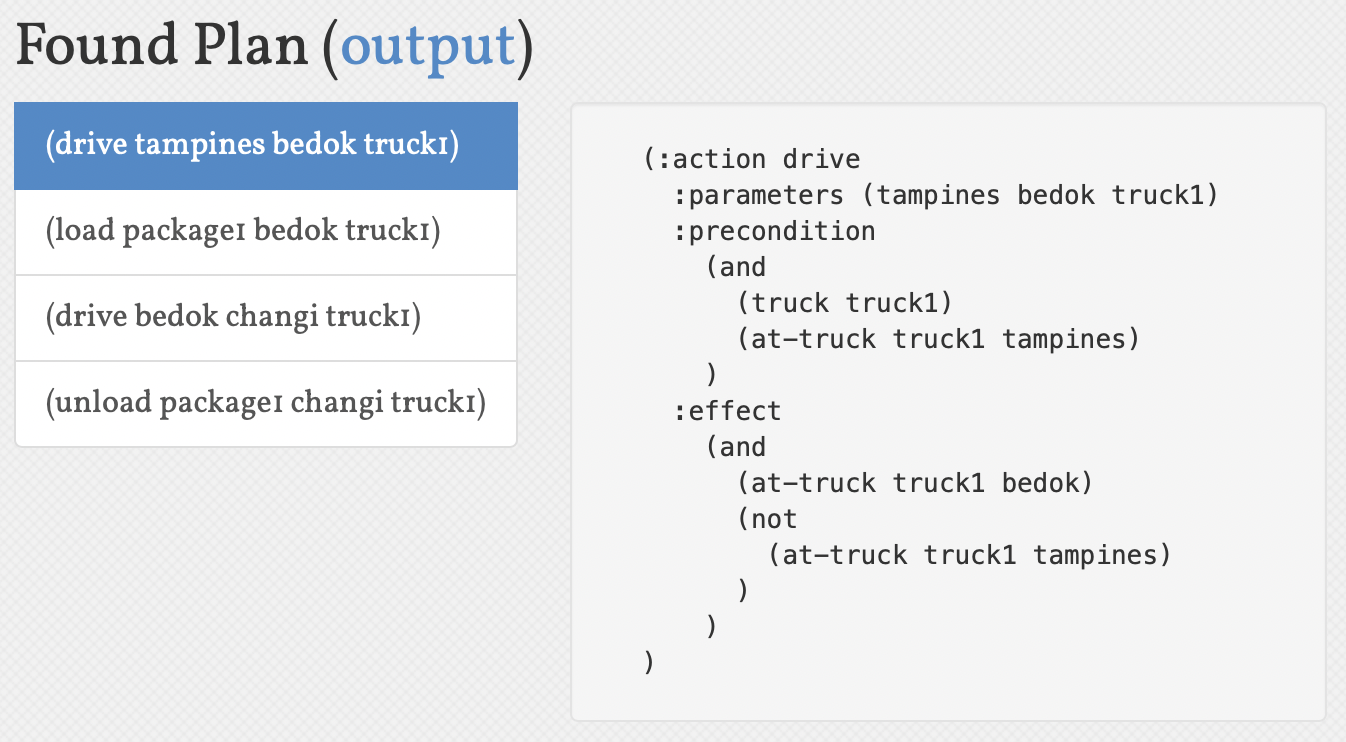 Found Plan (output)
(drive tampines bedok truck1)
(load package1 bedok truck1)
(drive bedok changi truck1)
(unload package1 changi truck1)
(:action drive
  :parameters (tampines bedok truck1)
  :precondition
    (and
      (truck truck1)
      (at-truck truck1 tampines)
    )
  :effect
    (and
      (at-truck truck1 bedok)
      (not
        (at-truck truck1 tampines)
      )
    )
)